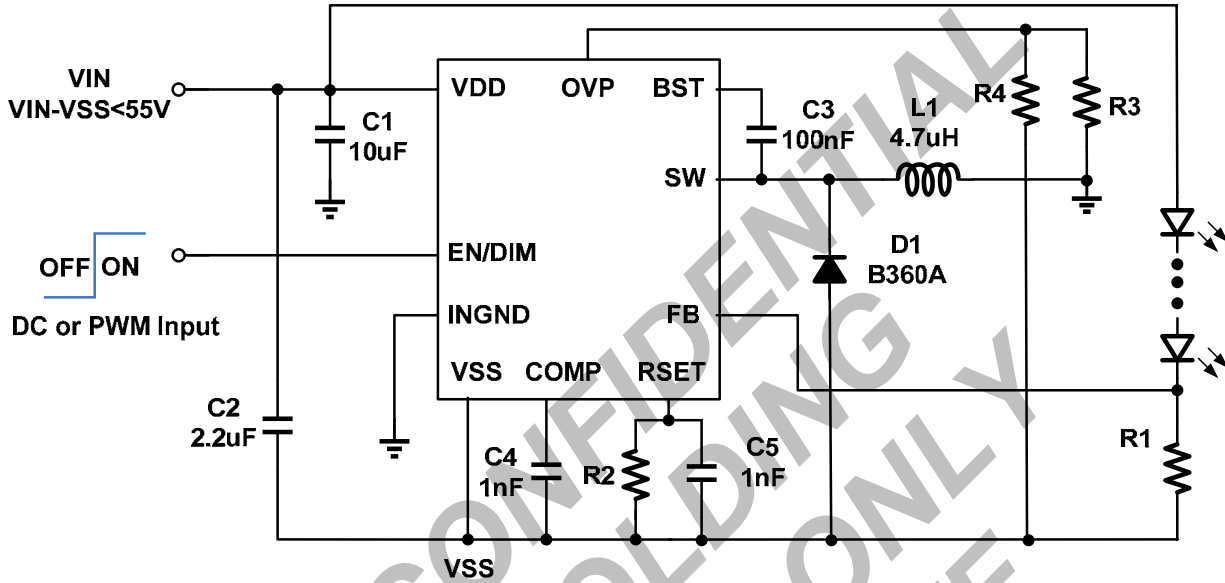 VIN
VIN-VSS<55V
VDD
OVP
BST
C1
10uF
C3
100nF
L1
4.7uH
R4
R3
SW
OFF
ON
EN/DIM
D1
B360A
DC or PWM Input
INGND
FB
VSS
COMP
RSET
C2
2.2uF
C4
1nF
R2
C5
1nF
R1
VSS
CONFIDENTIAL
OLDING
ONLY